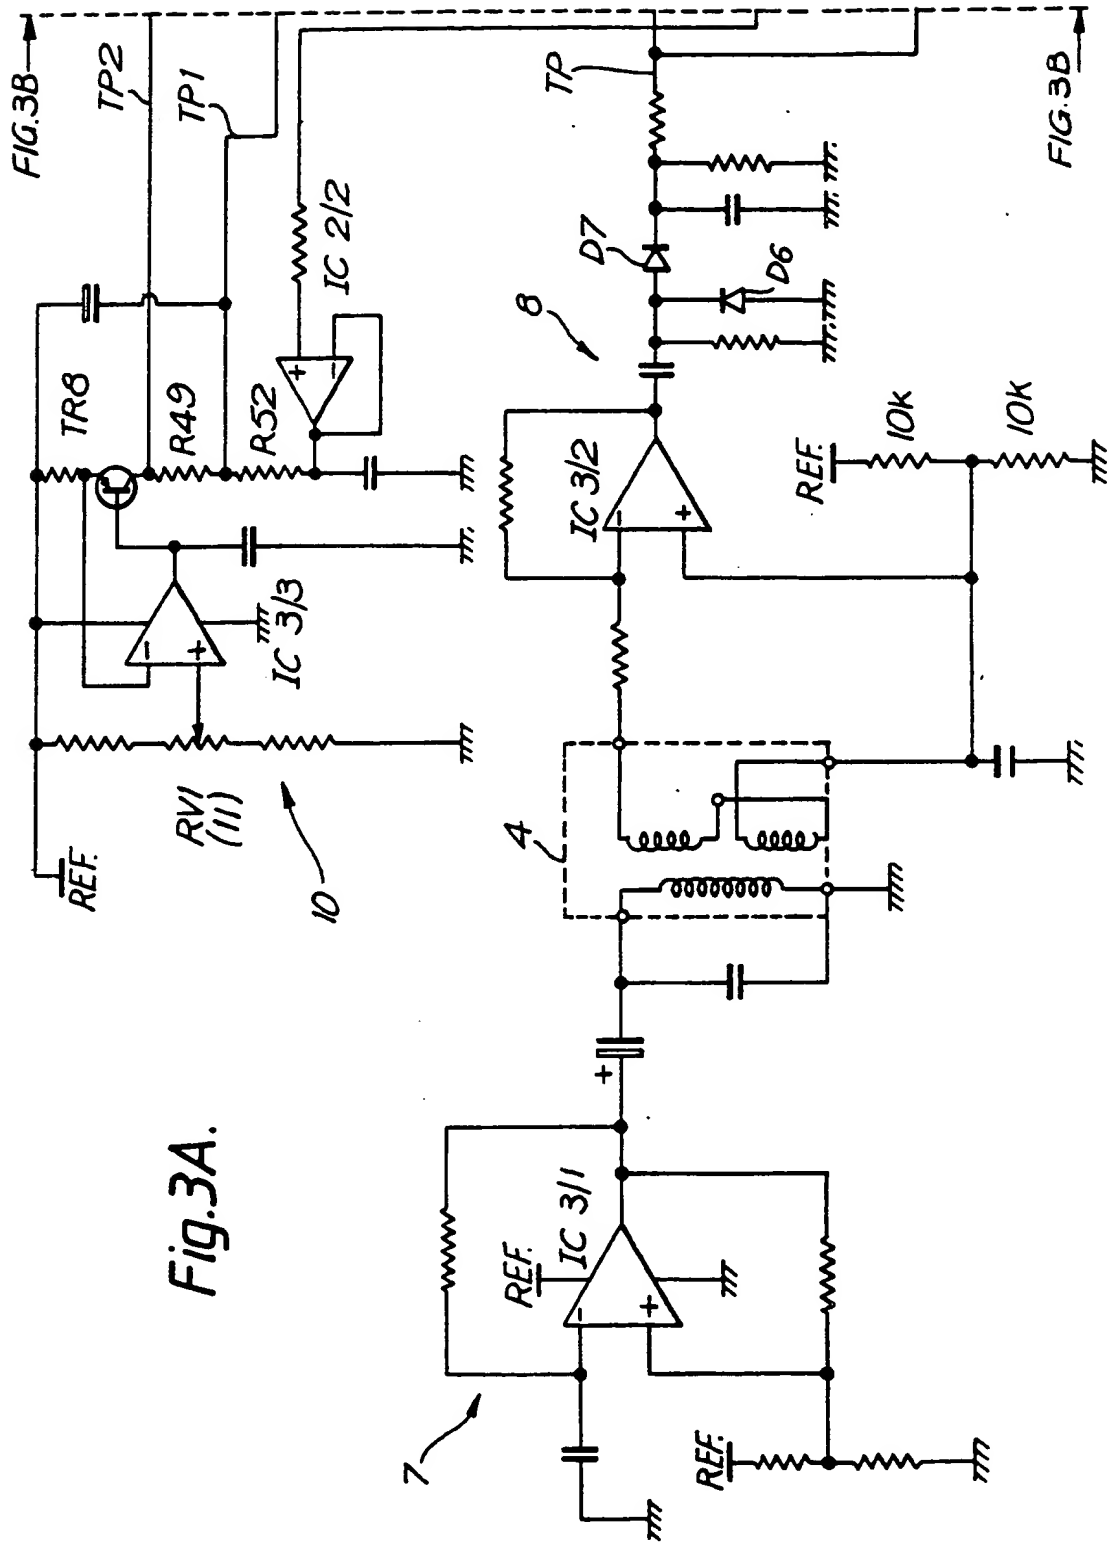 FIG.3B
TP2
TP1
TR8
R49
R52
IC 2/2
IC 3/3
RV1
(11)
REF.
10
TP
D7
D6
8
IC 3/2
REF.
10K
10K
4
FIG.3B
Fig.3A.
REF.
IC 3/1
7
REF.
+
−
+
−
−
+
+
−
+